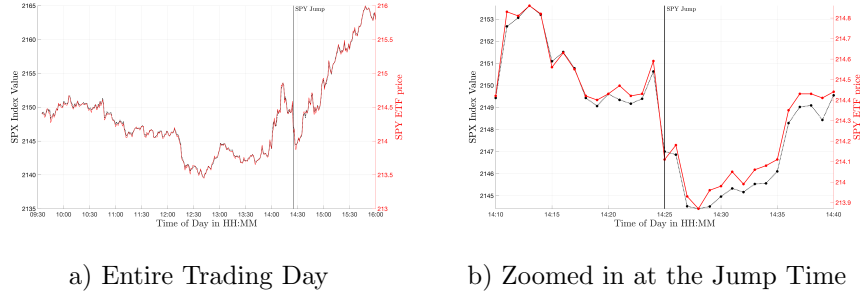 2165
2160
2155
2150
2145
2140
2135
SPX Index Value
SPY Jump
216
215.5
215
214.5
214
213.5
213
SPY ETF price
09:30 10:00 10:30 11:00 11:30 12:00 12:30 13:00 13:30 14:00 14:30 15:00 15:30 16:00
Time of Day in HH:MM
2153
2152
2151
2150
2149
2148
2147
2146
2145
SPX Index Value
SPY Jump
214.8
214.7
214.6
214.5
214.4
214.3
214.2
214.1
214
213.9
SPY ETF price
14:10 14:15 14:20 14:25 14:30 14:35 14:40
Time of Day in HH:MM
a) Entire Trading Day
b) Zoomed in at the Jump Time